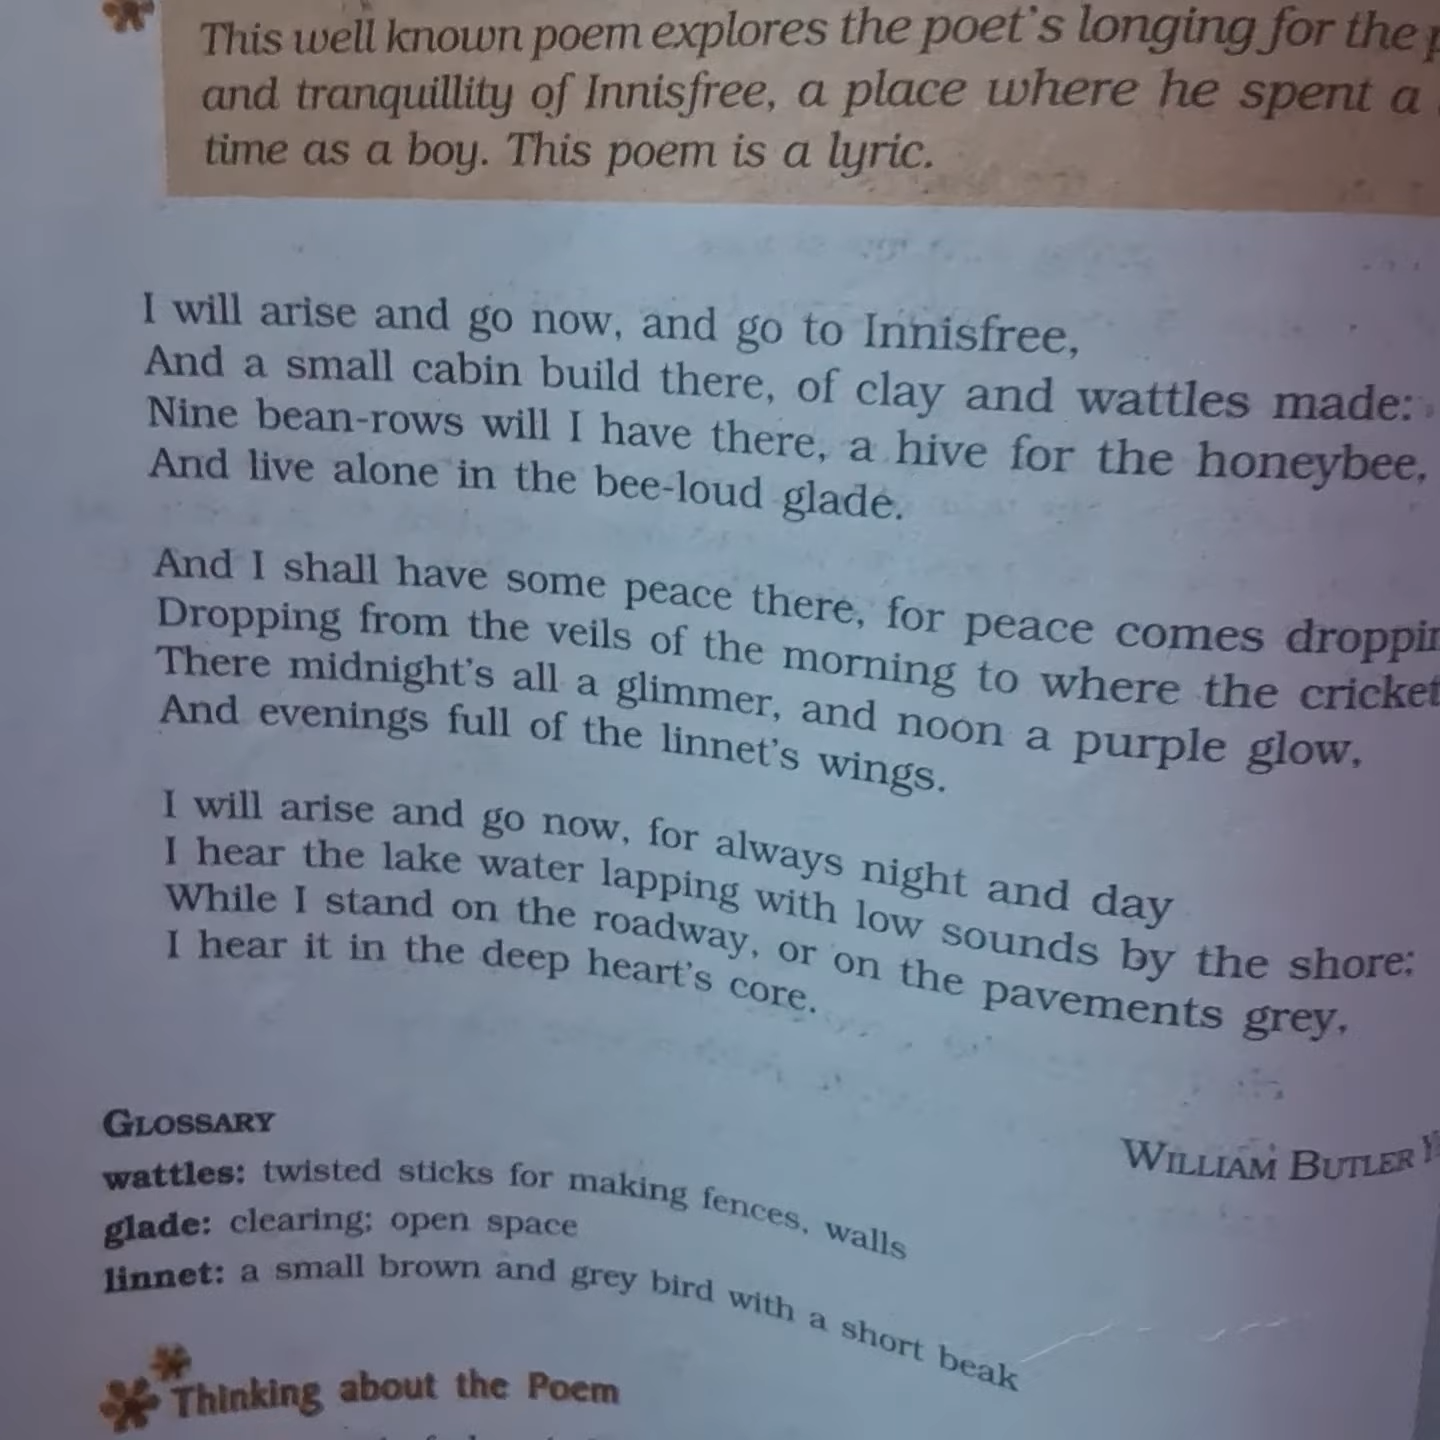 This well known poem explores the poet's longing for the
and tranquillity of Innisfree, a place where he spent a
time as a boy. This poem is a lyric.
I will arise and go now, and go to Innisfree,
And a small cabin build there, of clay and wattles made:
Nine bean-rows will I have there, a hive for the honeybee,
And live alone in the bee-loud glade.
And I shall have some peace there, for peace comes droppin
Dropping from the veils of the morning to where the cricket
There midnight's all a glimmer, and noon a purple glow,
And evenings full of the linnet's wings.
I will arise and go now, for always night and day
I hear the lake water lapping with low sounds by the shore;
While I stand on the roadway, or on the pavements grey,
I hear it in the deep heart's core.
WILLIAM BUTLER
GLOSSARY
wattles: twisted sticks for making fences, walls
glade: clearing; open space
linnet: a small brown and grey bird with a short beak
Thinking about the Poem